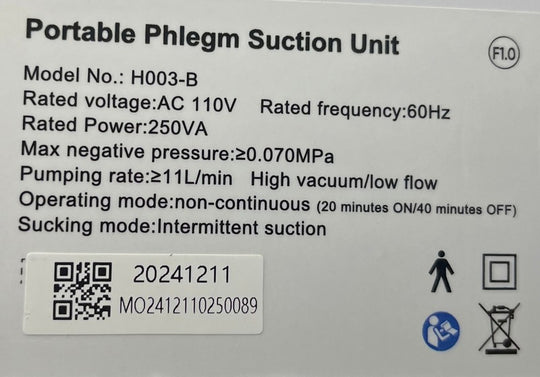 Portable Phlegm Suction Unit
F1.0
Model No.: H003-B
Rated voltage:AC 110V Rated frequency:60Hz
Rated Power:250VA
Max negative pressure:≥0.070MPa
Pumping rate:≥11L/min High vacuum/low flow
Operating mode:non-continuous (20 minutes ON/40 minutes OFF)
Sucking mode:Intermittent suction
20241211
MO2412110250089